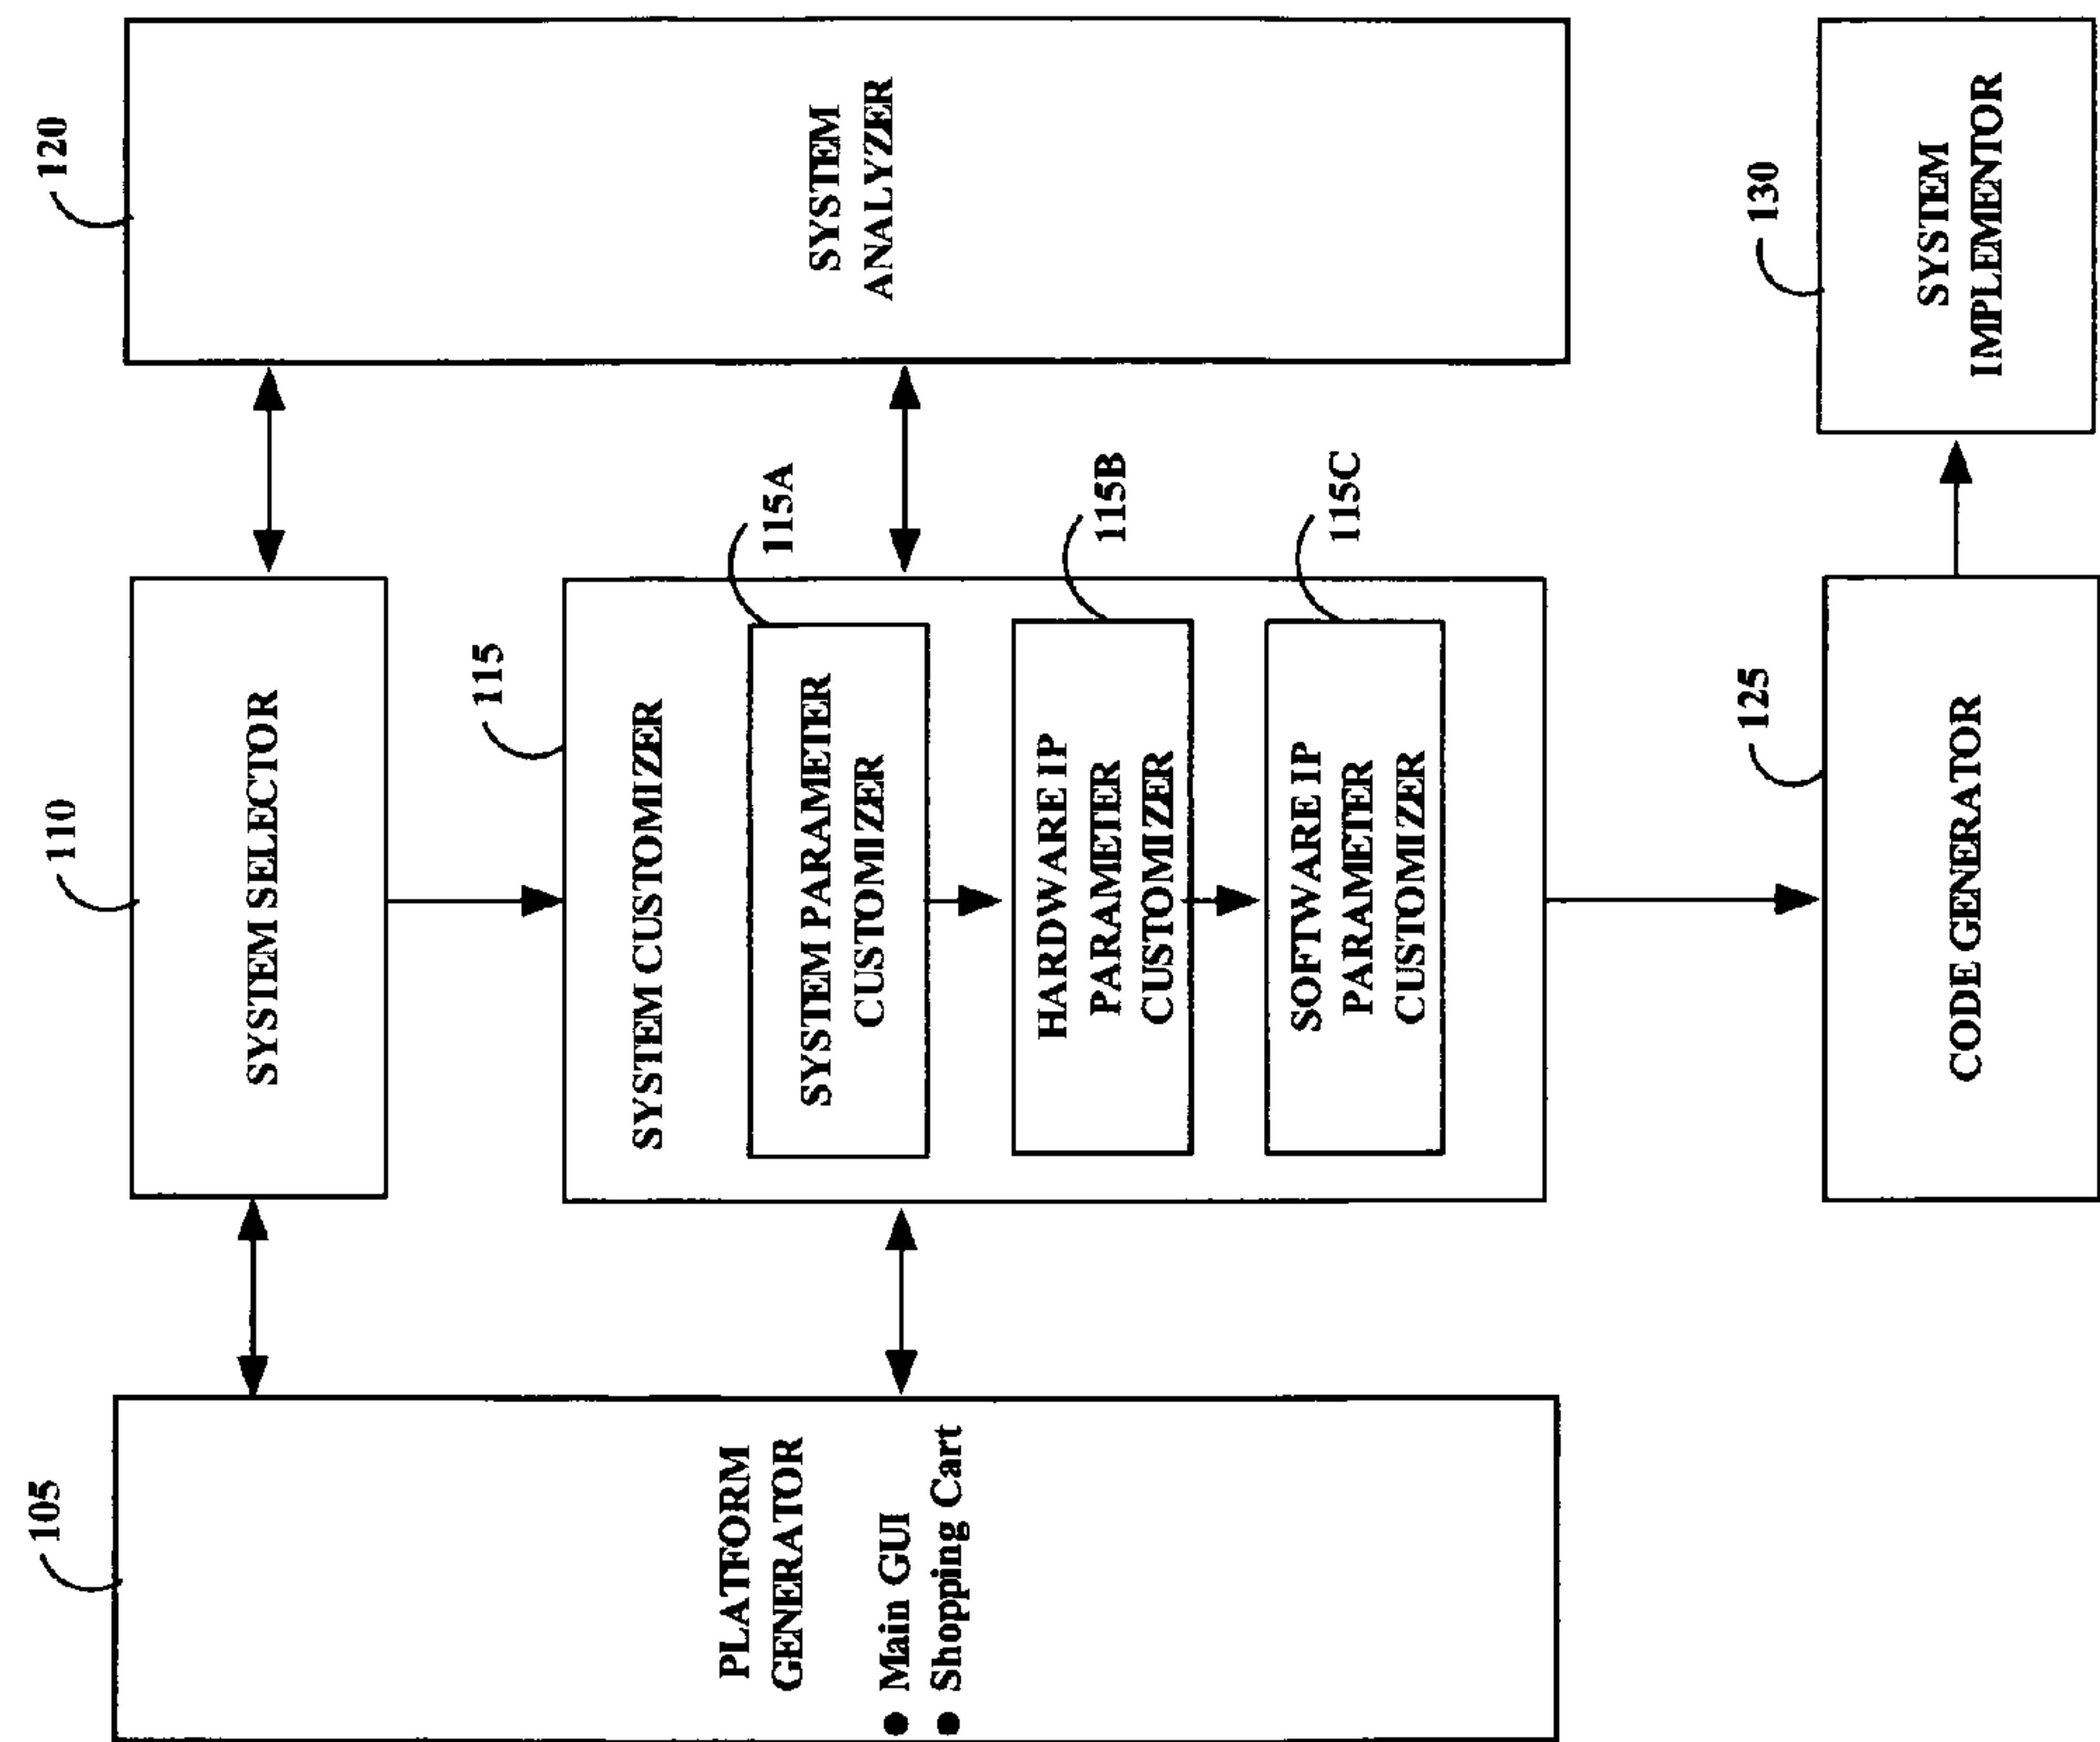 105
PLATFORM
GENERATOR
● Main GUI
● Shopping Cart
110
SYSTEM SELECTOR
115
SYSTEM CUSTOMIZER
115A
SYSTEM PARAMETER
CUSTOMIZER
115B
HARDWARE IP
PARAMETER
CUSTOMIZER
115C
SOFTWARE IP
PARAMETER
CUSTOMIZER
120
SYSTEM
ANALYZER
125
CODE GENERATOR
130
SYSTEM
IMPLEMENTOR